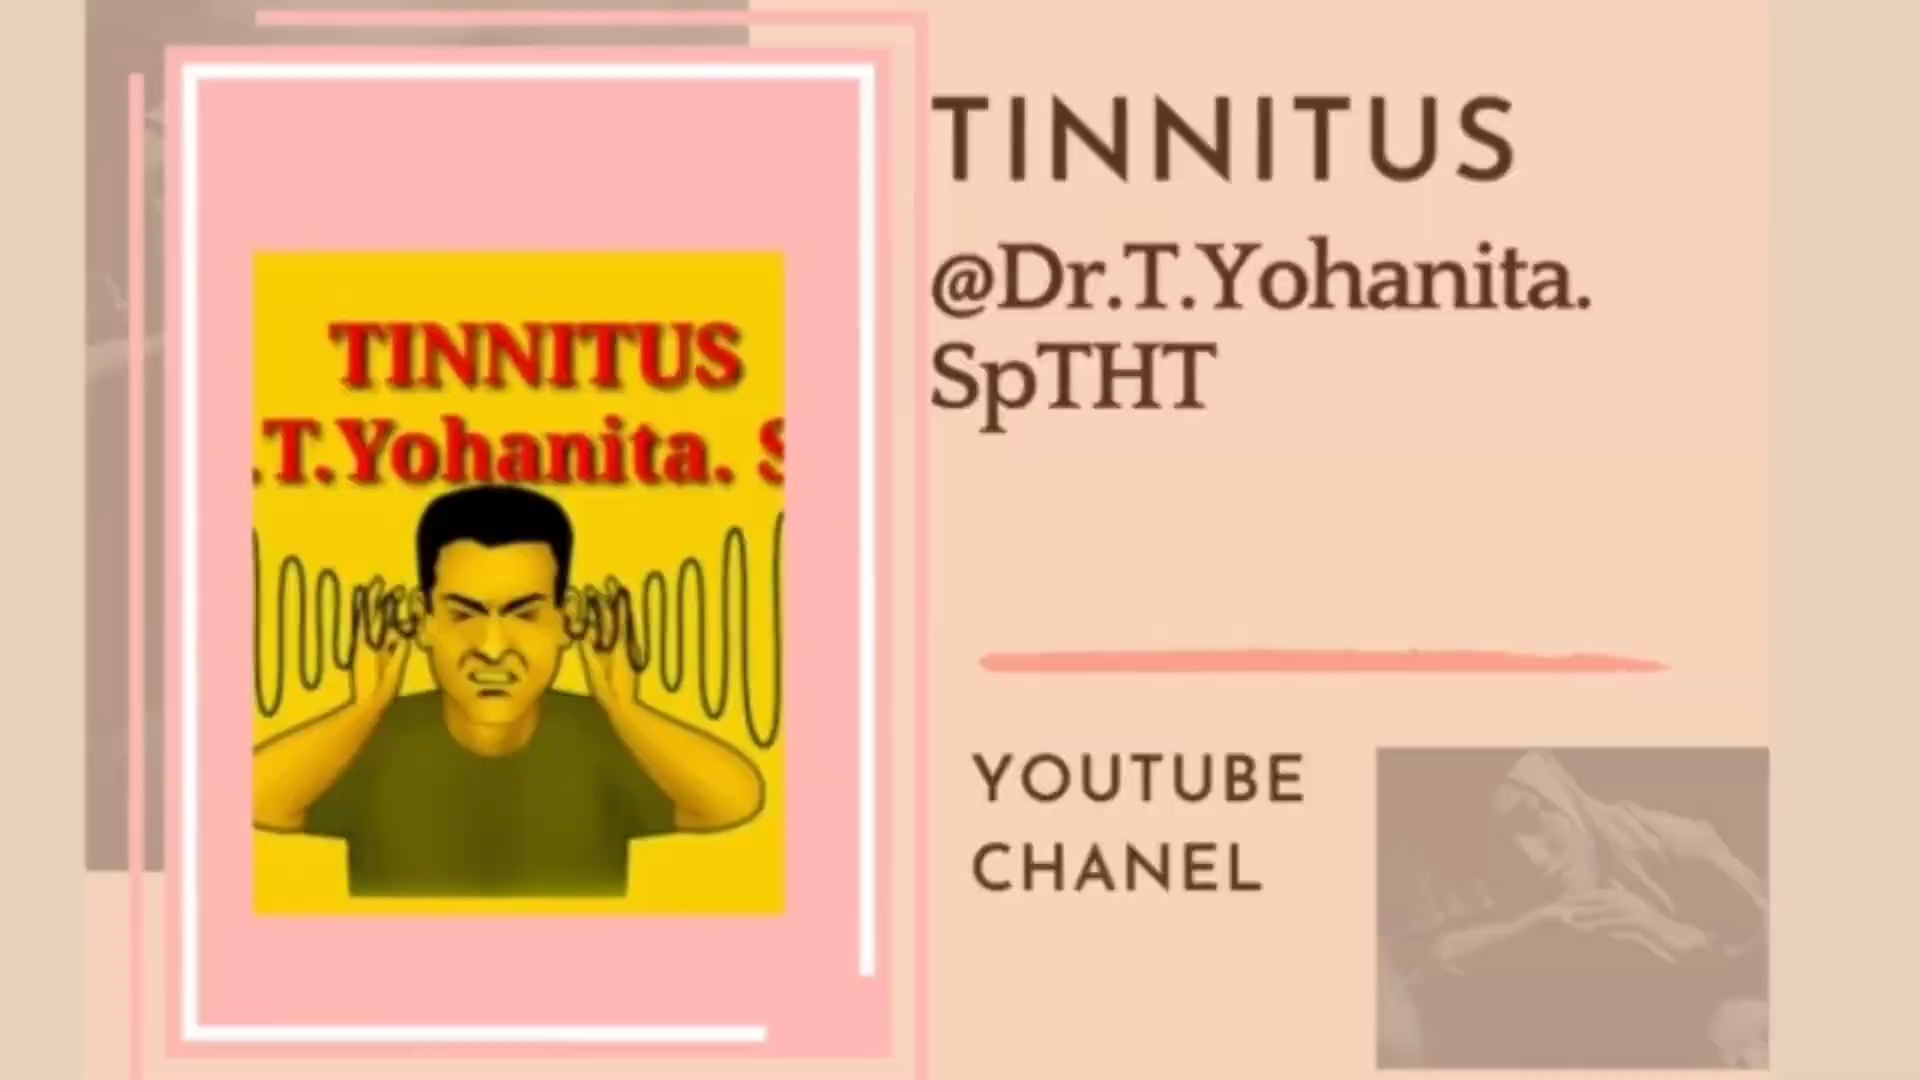 TINNITUS
@Dr.T.Yohanita.
SpTHT
TINNITUS
.T.Yohanita. S
YOUTUBE
CHANEL